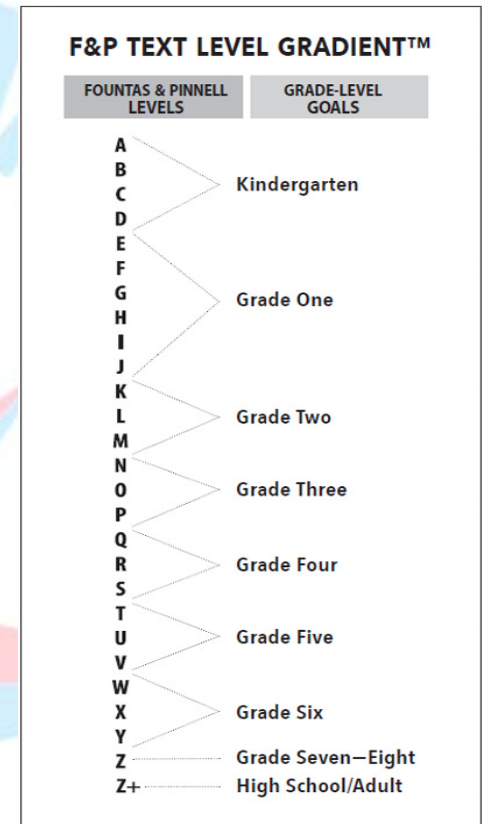 F&P TEXT LEVEL GRADIENT™
FOUNTAS & PINNELL
LEVELS
GRADE-LEVEL
GOALS
A
B
C
D
Kindergarten
E
F
G
H
I
J
Grade One
K
L
M
Grade Two
N
O
P
Grade Three
Q
R
S
Grade Four
T
U
V
Grade Five
W
X
Y
Grade Six
Z
Grade Seven—Eight
Z+
High School/Adult